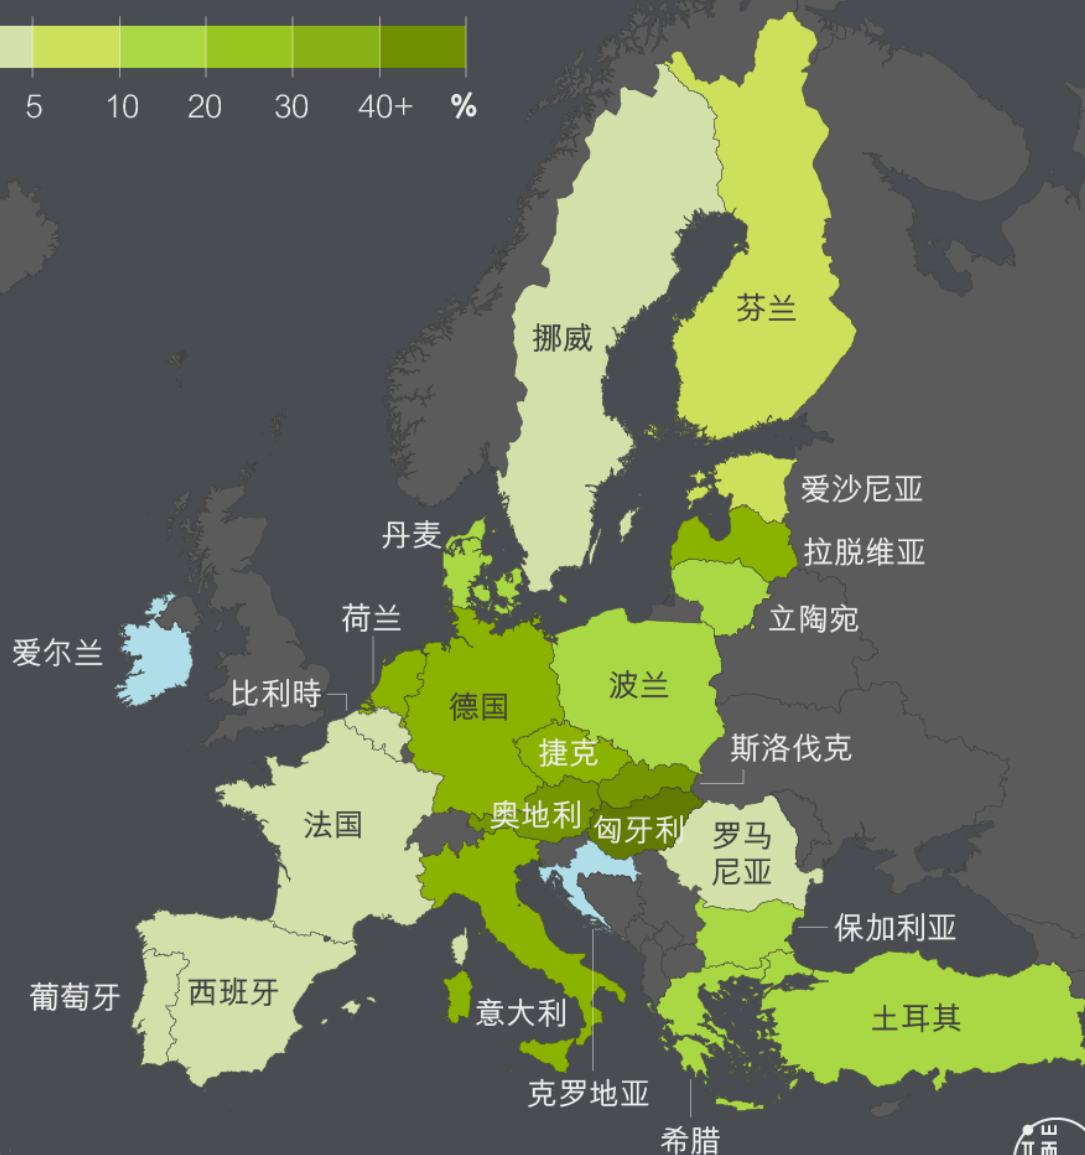 5 10 20 30 40+ %
芬兰
挪威
爱沙尼亚
丹麦
拉脱维亚
荷兰
立陶宛
爱尔兰
比利時
德国
波兰
捷克
斯洛伐克
奥地利
匈牙利
法国
罗马
尼亚
保加利亚
葡萄牙
西班牙
意大利
土耳其
克罗地亚
希腊